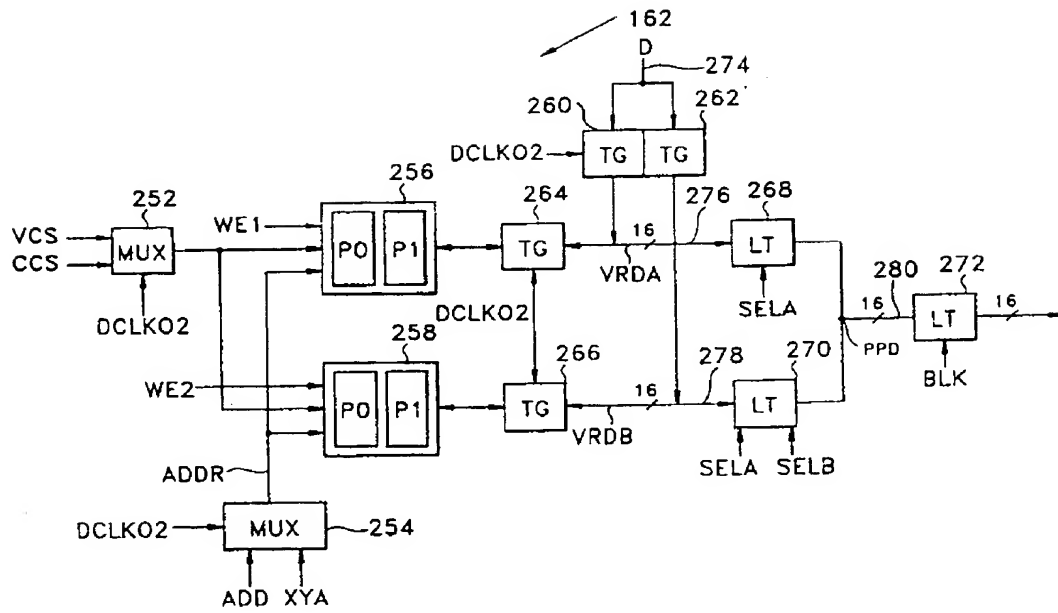 162
D
274
260
262
DCLKO2
TG
TG
256
264
276
268
252
WE1
16
VCS
CCS
MUX
P0
P1
TG
VRDA
LT
280
272
DCLKO2
DCLKO2
SELA
16
16
LT
258
266
278
270
PPD
WE2
16
BLK
P0
P1
TG
VRDB
LT
ADDR
SELA
SELB
DCLKO2
MUX
254
ADD
XYA